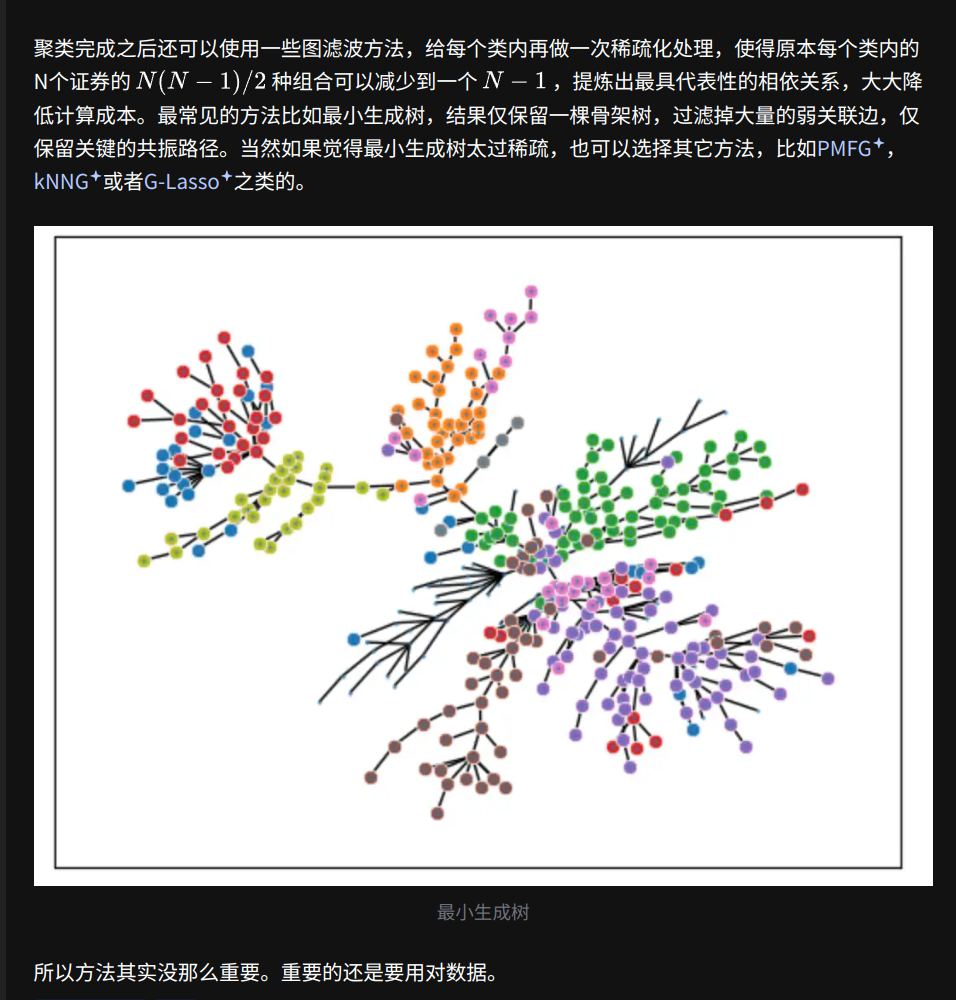 聚类完成之后还可以使用一些图滤波方法，给每个类内再做一次稀疏化处理，使得原本每个类内的
N个证券的 N(N − 1)/2 种组合可以减少到一个 N − 1 ，提炼出最具代表性的相依关系，大大降
低计算成本。最常见的方法比如最小生成树，结果仅保留一棵骨架树，过滤掉大量的弱关联边，仅
保留关键的共振路径。当然如果觉得最小生成树太过稀疏，也可以选择其它方法，比如PMFG，
kNNG或者G-Lasso之类的。
最小生成树
所以方法其实没那么重要。重要的还是要用对数据。